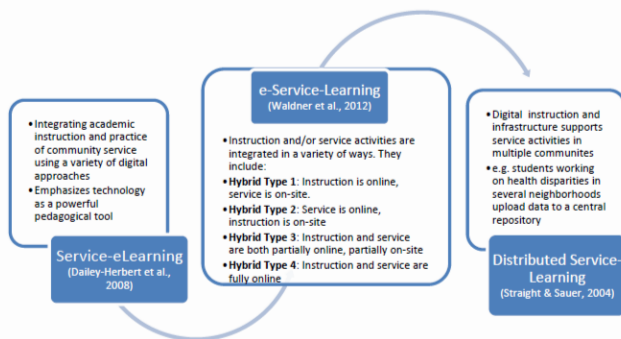 • Integrating academic
instruction and practice
of community service
using a variety of digital
approaches
• Emphasizes technology
as a powerful
pedagogical tool
Service-eLearning
(Dailey-Herbert et al.,
2008)
e-Service-Learning
(Waldner et al., 2012)
• Instruction and/or service activities are
integrated in a variety of ways. They
include:
• Hybrid Type 1: Instruction is online,
service is on-site.
• Hybrid Type 2: Service is online,
instruction is on-site
• Hybrid Type 3: Instruction and service
are both partially online, partially on-site
• Hybrid Type 4: Instruction and service are
fully online
• Digital instruction and
infrastructure supports
service activities in
multiple communites
• e.g. students working
on health disparities in
several neighborhoods
upload data to a central
repository
Distributed Service-
Learning
(Straight & Sauer, 2004)